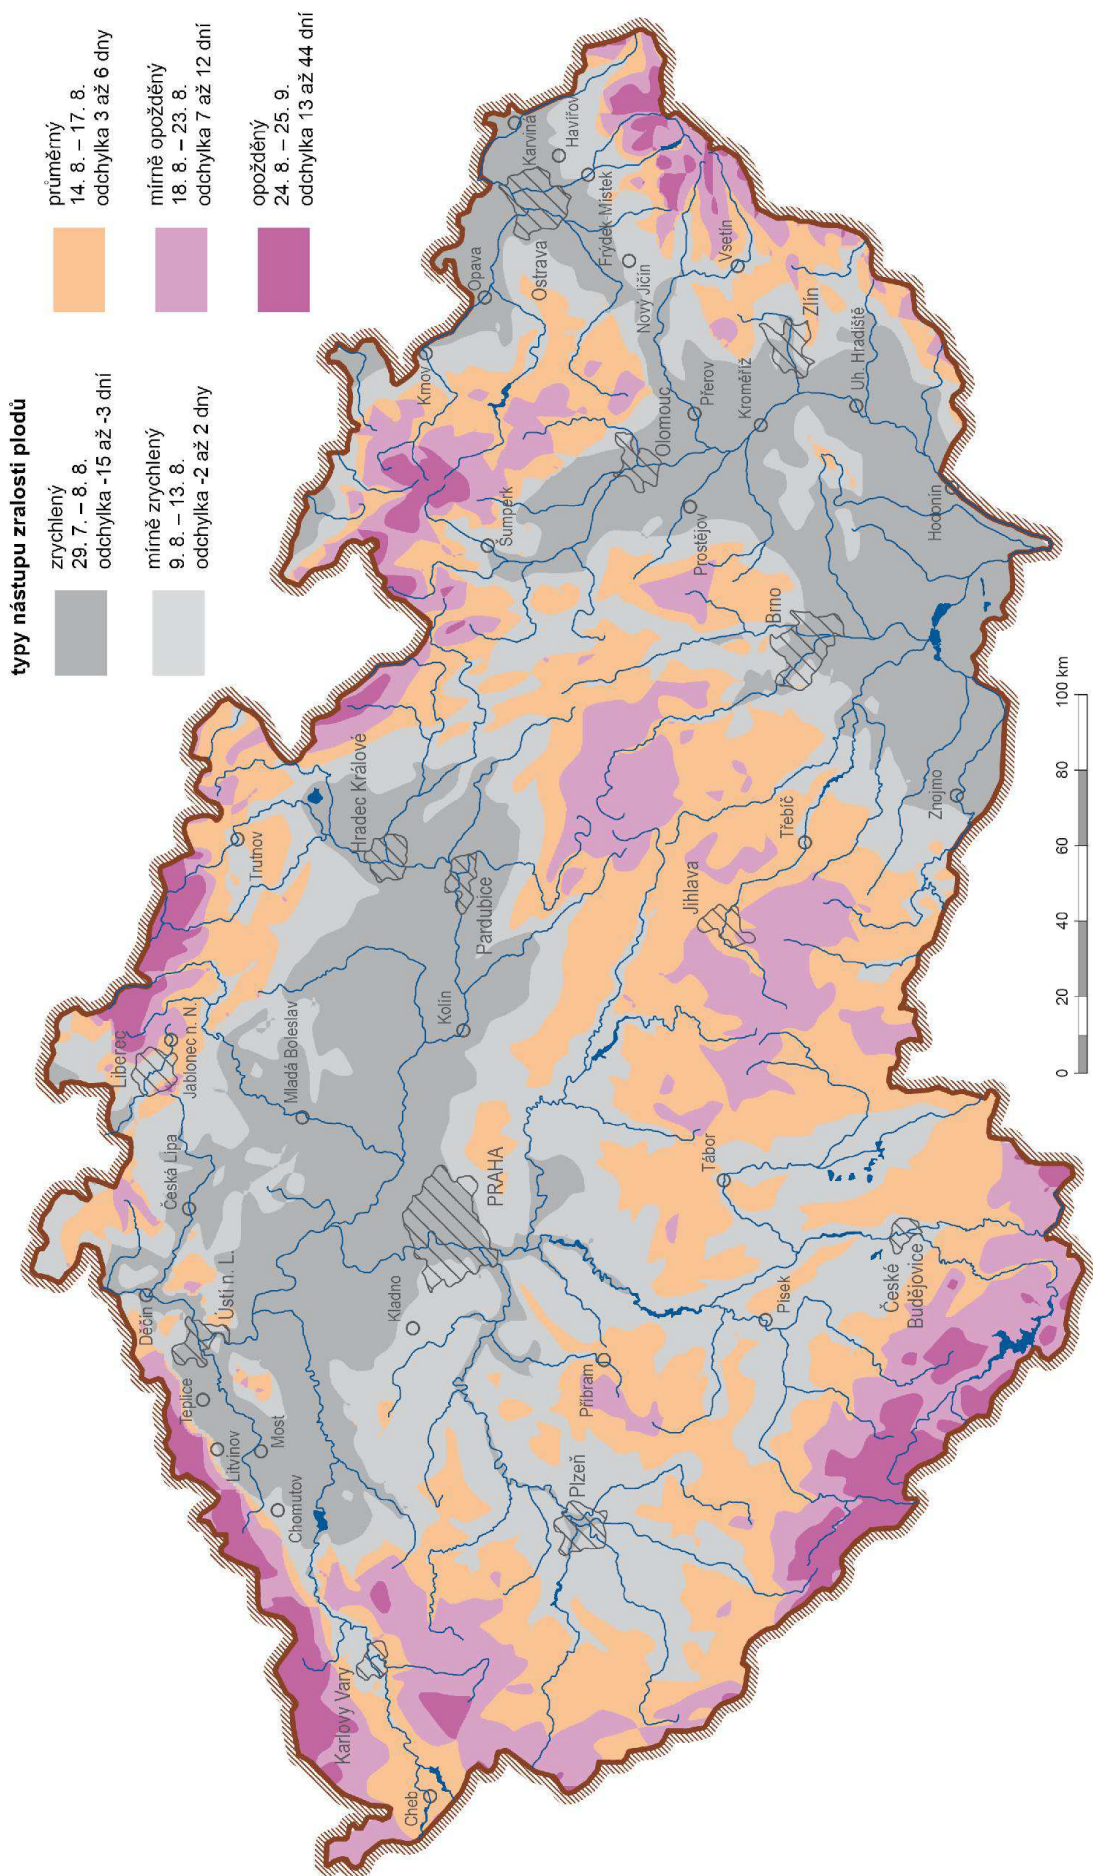 typy nástupu zralosti plodů
zrychlený
29. 7. – 8. 8.
odchylka -15 až -3 dní
mírně zrychlený
9. 8. – 13. 8.
odchylka -2 až 2 dny
průměrný
14. 8. – 17. 8.
odchylka 3 až 6 dny
mírně opožděný
18. 8. – 23. 8.
odchylka 7 až 12 dní
opožděný
24. 8. – 25. 9.
odchylka 13 až 44 dní
Děčín
Ústí n. L.
Teplice
Litvínov
Most
Chomutov
Česká Lípa
Liberec
Jablonec n. N.
Mladá Boleslav
Trutnov
Hradec Králové
Pardubice
Kolín
PRAHA
Kladno
Karlovy Vary
Cheb
Plzeň
Příbram
Písek
Tábor
České
Budějovice
Jihlava
Třebíč
Znojmo
Brno
Hodonín
Uh. Hradiště
Zlín
Kroměříž
Přerov
Prostějov
Olomouc
Šumperk
Krnov
Opava
Ostrava
Karviná
Havířov
Frýdek-Místek
Nový Jičín
Vsetín
0 20 40 60 80 100 km